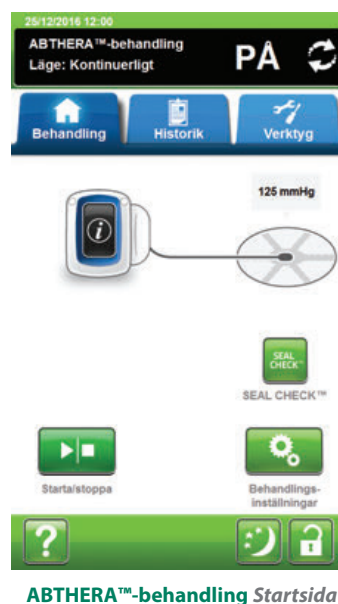 25/12/2016 12:00
ABTHERA™-behandling
Läge: Kontinuerligt
PÅ
Behandling
Historik
Verktyg
125 mmHg
SEAL
CHECK™
SEAL CHECK™
Starta/stoppa
Behandlings-
inställningar
?
ABTHERA™-behandling Startsida